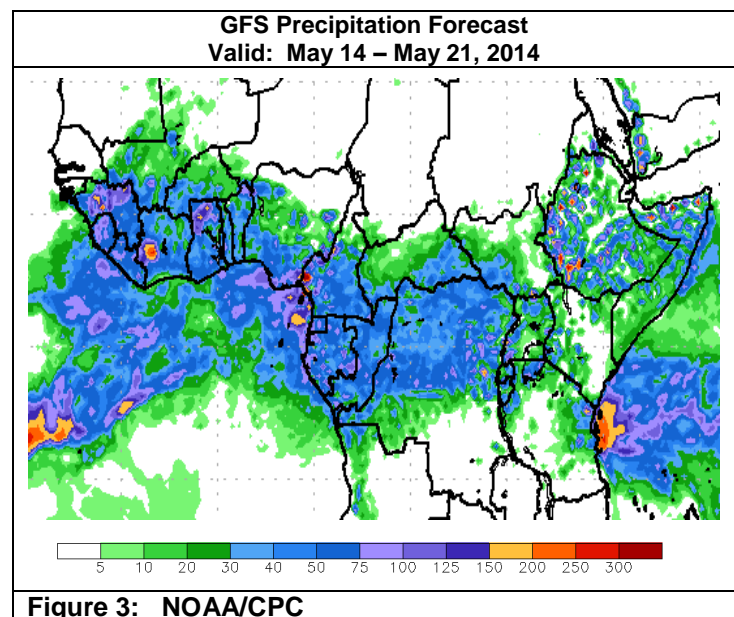 GFS Precipitation Forecast
Valid: May 14 – May 21, 2014
5 10 20 30 40 50 75 100 125 150 200 250 300
Figure 3: NOAA/CPC